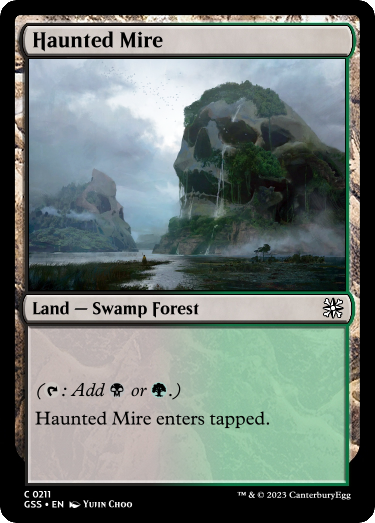 Haunted Mire
Land — Swamp Forest
(: Add or .)
Haunted Mire enters tapped.
C 0211
GSS • EN Yujin Choo
™ & © 2023 CanterburyEgg